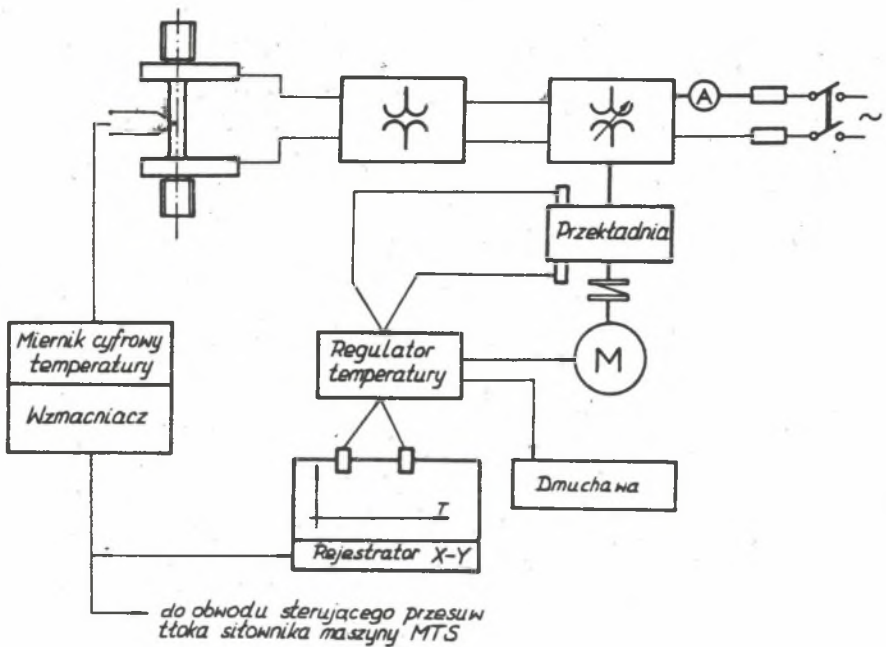 A
~
Przekładnia
Miernik cyfrowy
temperatury
Wzmacniacz
Regulator
temperatury
M
Dmuchawa
T
Rejestrator X-Y
do obwodu sterującego przesuw
tłoka siłownika maszyny MTS